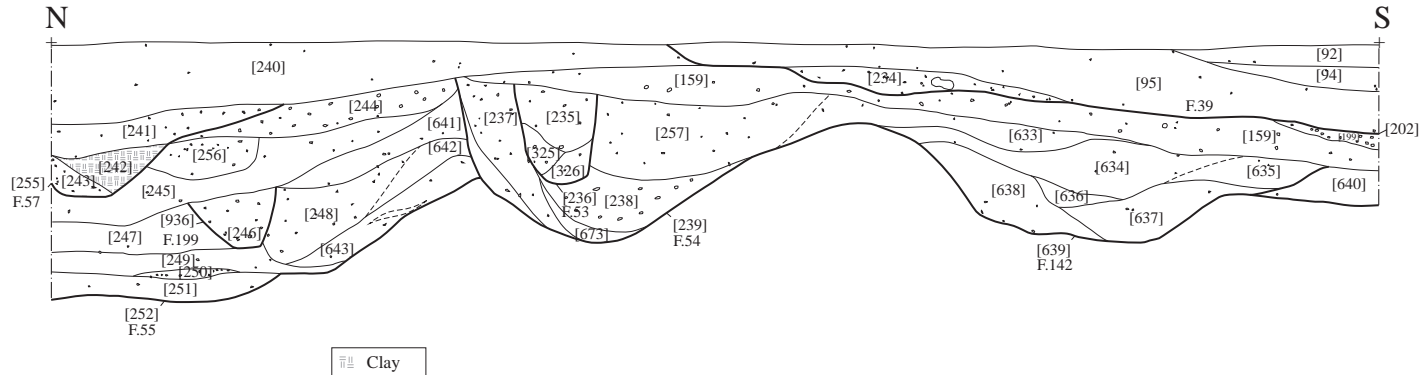 N S
[240] [92]
[94]
[95]
[159] [234]
F.39
[244]
[241]
[237] [235] [257]
[641]
[642]
[633] [159] [199] [202]
[256]
[242]
[243]
[325]
[326]
[255]
F.57
[245]
[634] [635] [640]
[638] [636] [637]
[236]
F.53
[238]
[248]
[936]
F.199
[246]
[247]
[643]
[673]
[239]
F.54
[639]
F.142
[249]
[250]
[251]
[252]
F.55
Clay